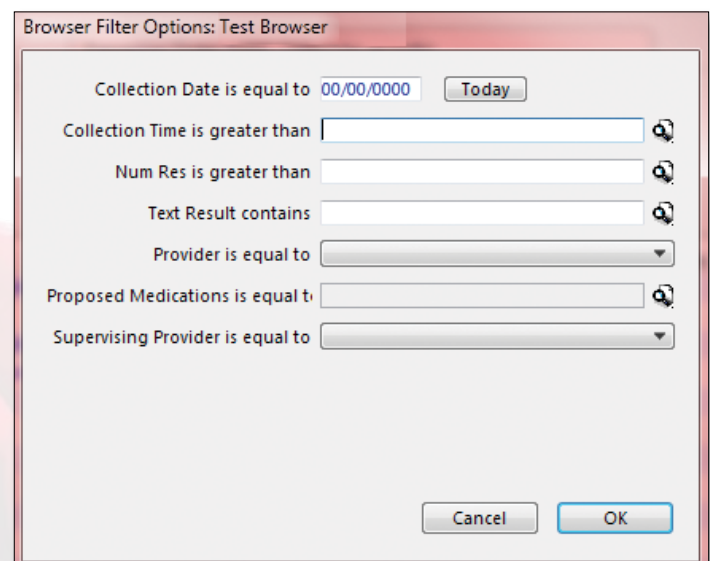 Browser Filter Options: Test Browser
Collection Date is equal to 00/00/0000 Today
Collection Time is greater than
Num Res is greater than
Text Result contains
Provider is equal to
Proposed Medications is equal t
Supervising Provider is equal to
Cancel OK